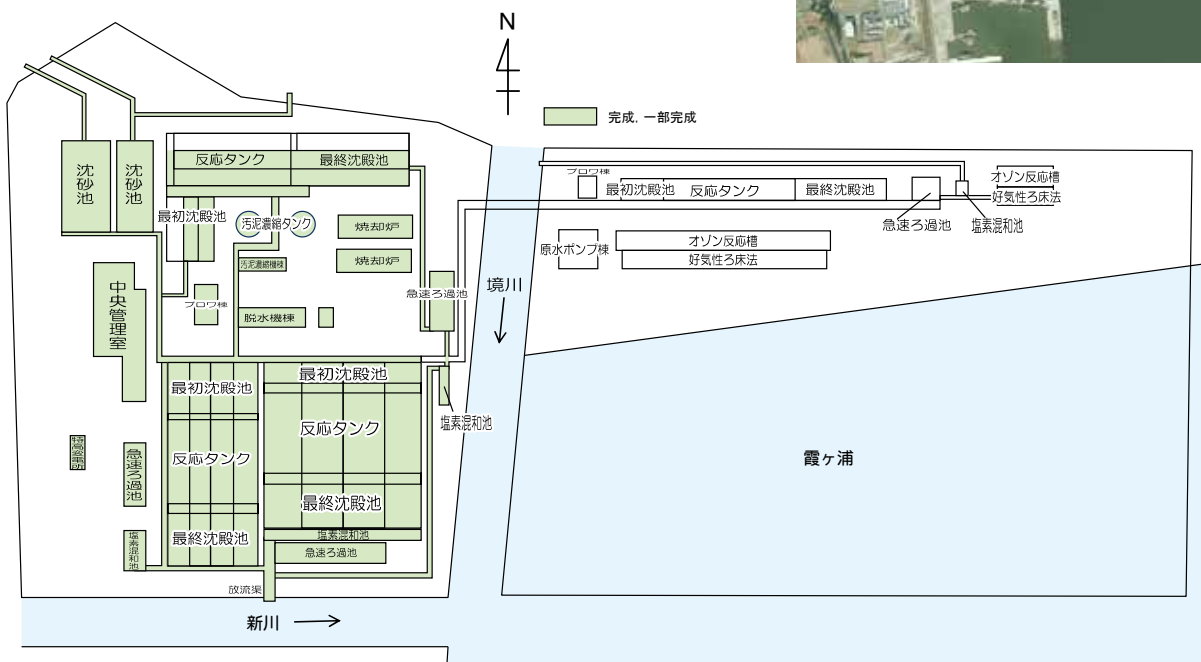 N
完成、一部完成
沈砂池
沈砂池
反応タンク
最終沈殿池
最初沈殿池
汚泥濃縮タンク
焼却炉
焼却炉
汚泥濃縮機棟
ブロワ棟
脱水機棟
急速ろ過池
中央管理室
最初沈殿池
最初沈殿池
塩素混和池
反応タンク
反応タンク
特高変電所
急速ろ過池
最終沈殿池
最終沈殿池
塩素混和池
塩素混和池
急速ろ過池
放流渠
新川
境川
ブロワ棟
最初沈殿池
反応タンク
最終沈殿池
急速ろ過池
塩素混和池
オゾン反応槽
好気性ろ床法
原水ポンプ棟
オゾン反応槽
好気性ろ床法
霞ヶ浦